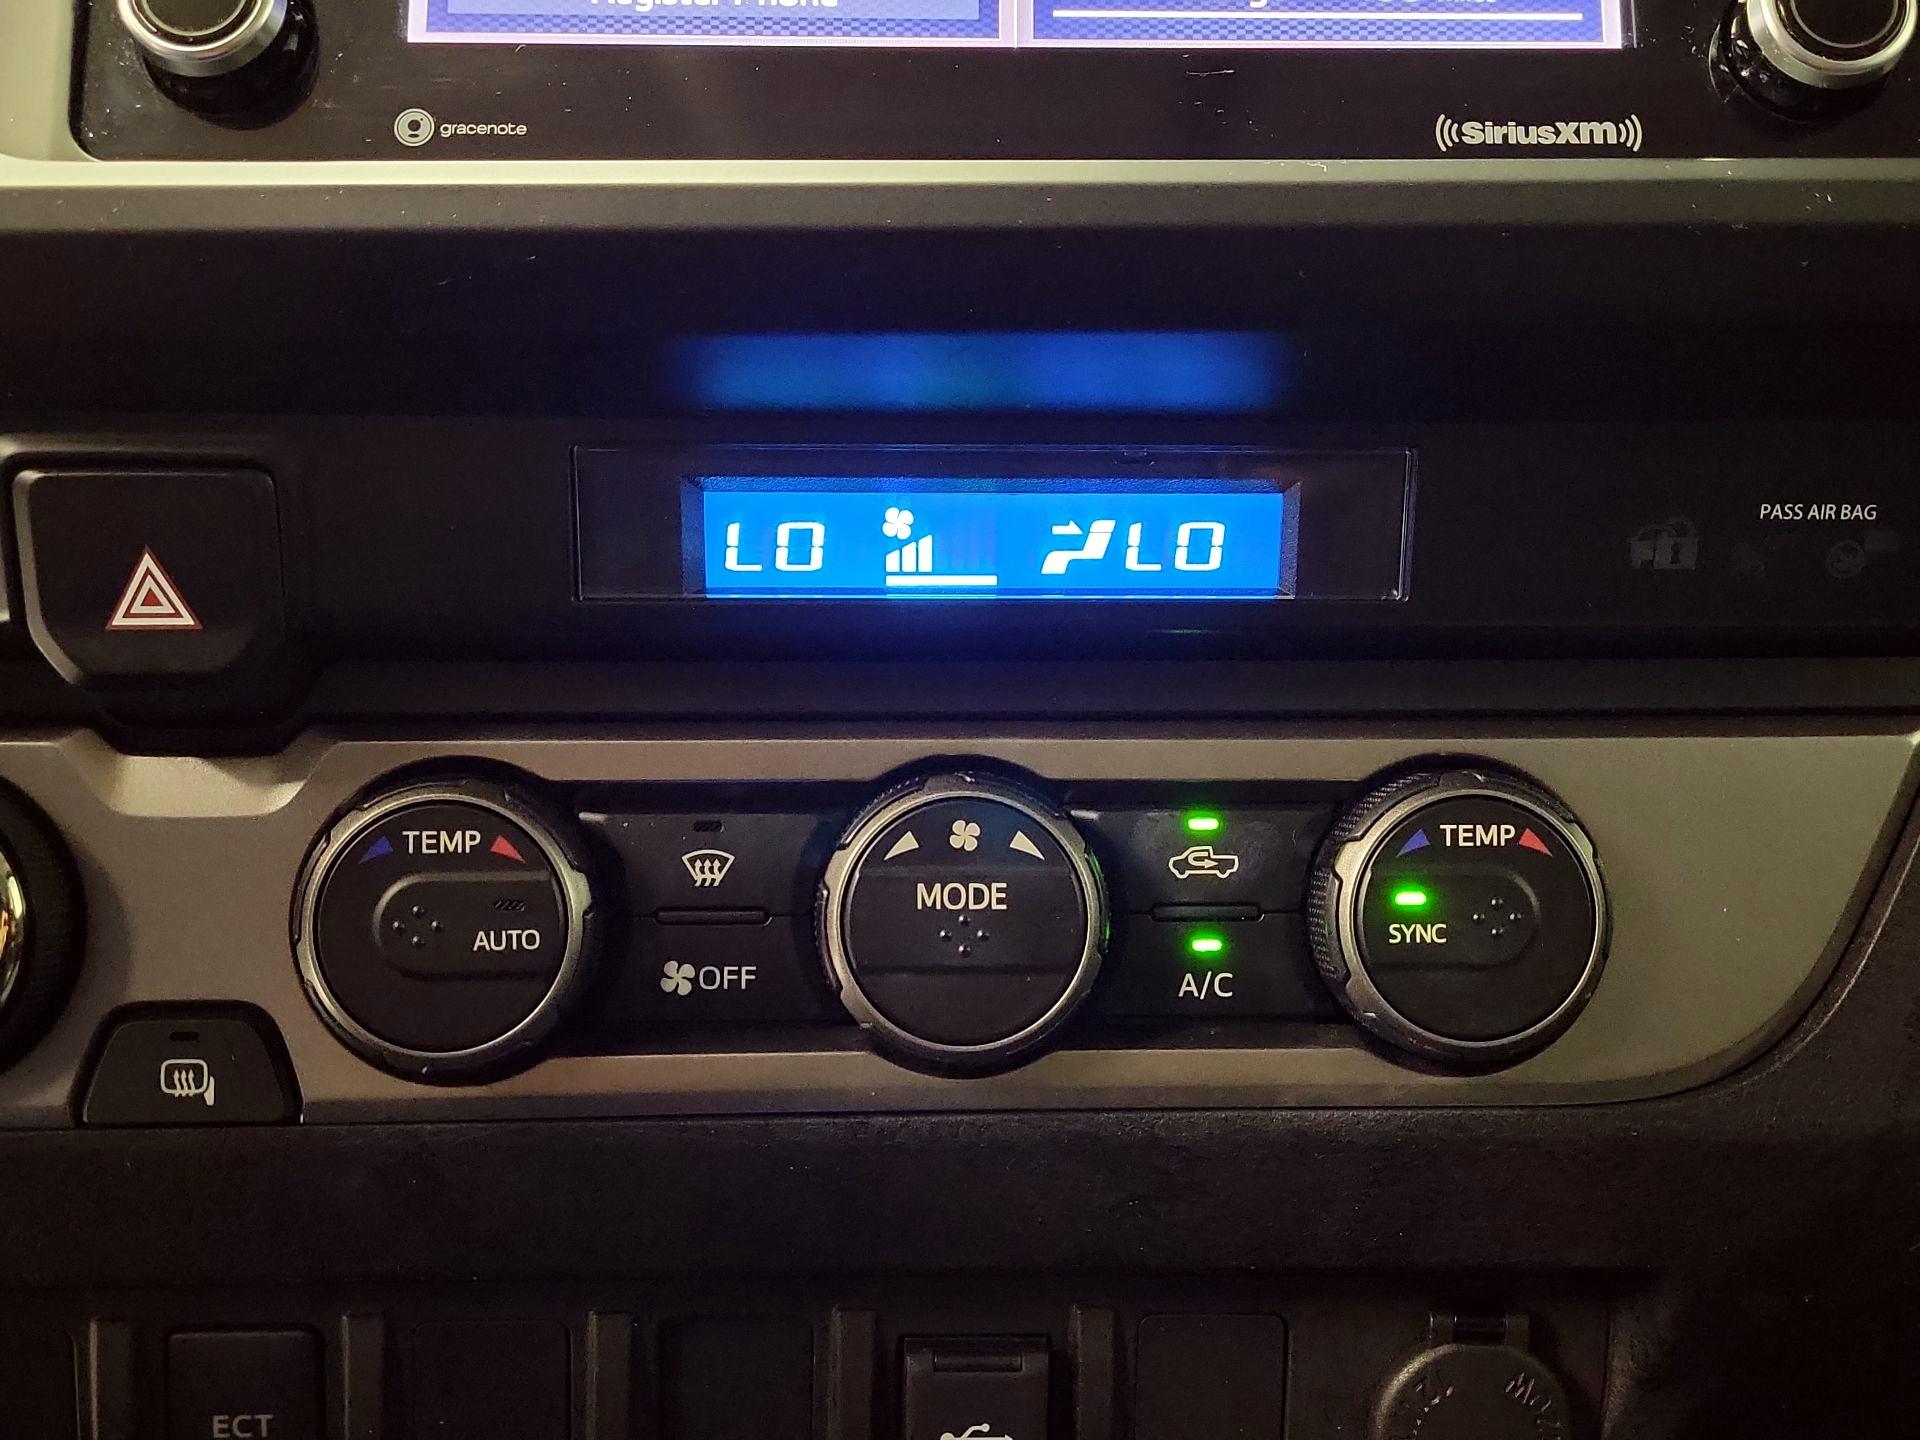 gracenote
SiriusXM
LO
LO
PASS AIR BAG
TEMP
AUTO
OFF
MODE
A/C
TEMP
SYNC
ECT